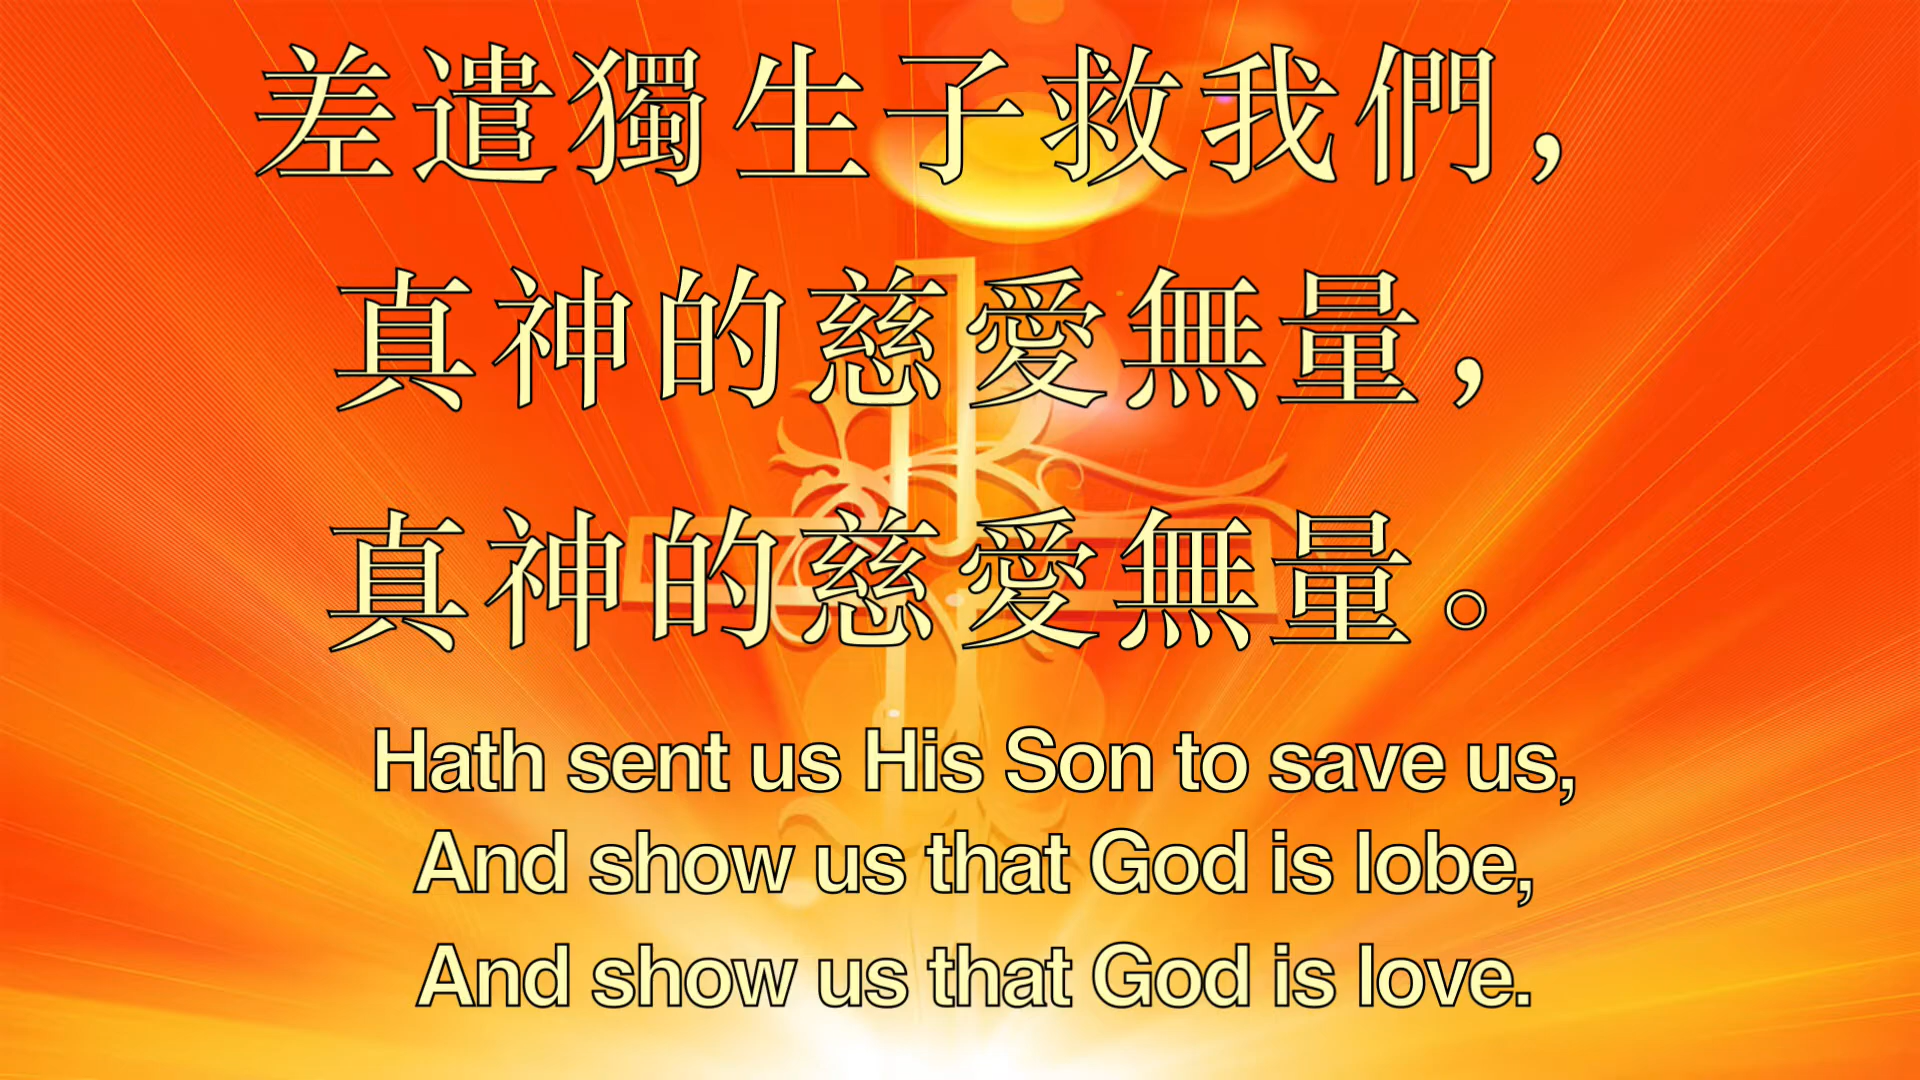 差遣獨生子救我們，
真神的慈愛無量，
真神的慈愛無量。
Hath sent us His Son to save us,
And show us that God is lobe,
And show us that God is love.